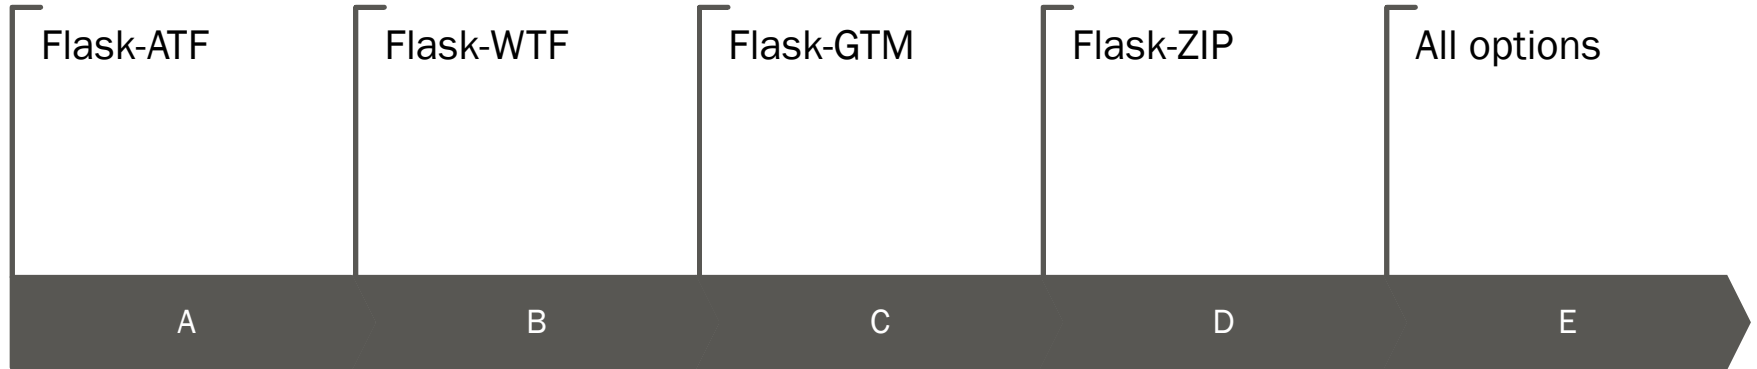 Flask-ATF
Flask-WTF
Flask-GTM
Flask-ZIP
All options
A
B
C
D
E